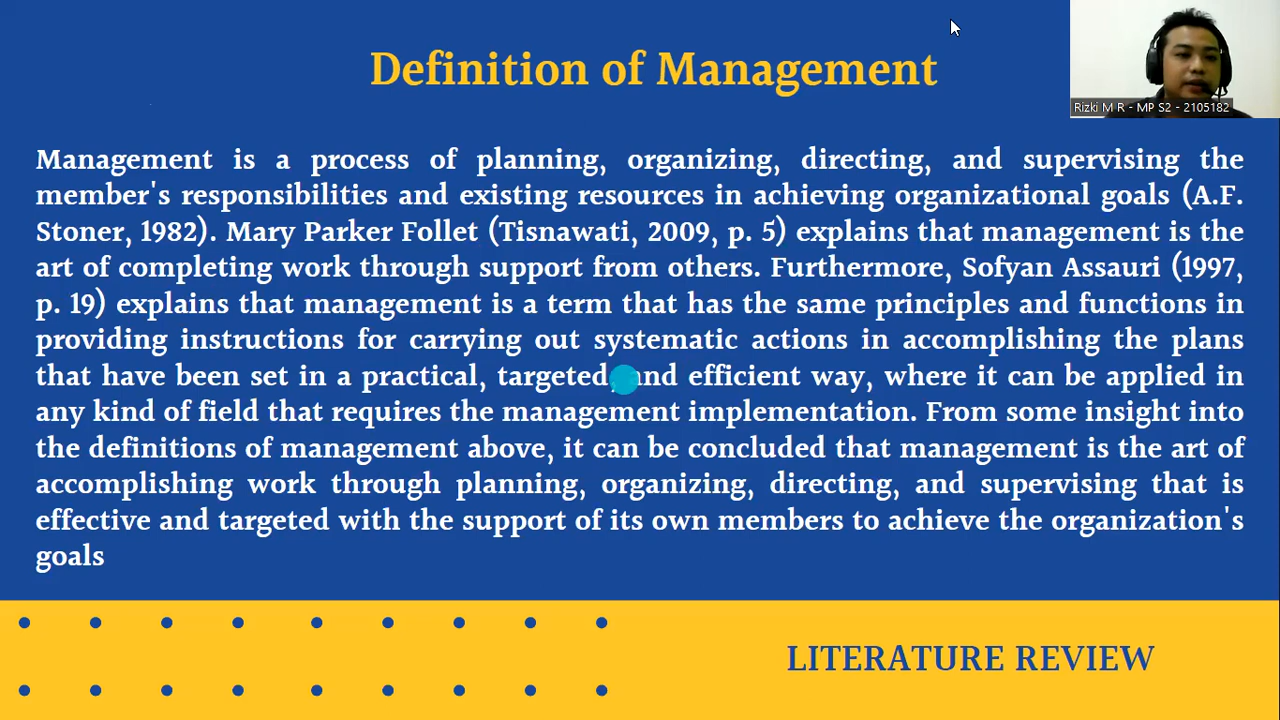 Definition of Management
Rizki M R - MP S2 - 2105182
Management is a process of planning, organizing, directing, and supervising the
member's responsibilities and existing resources in achieving organizational goals (A.F.
Stoner, 1982). Mary Parker Follet (Tisnawati, 2009, p. 5) explains that management is the
art of completing work through support from others. Furthermore, Sofyan Assauri (1997,
p. 19) explains that management is a term that has the same principles and functions in
providing instructions for carrying out systematic actions in accomplishing the plans
that have been set in a practical, targeted, and efficient way, where it can be applied in
any kind of field that requires the management implementation. From some insight into
the definitions of management above, it can be concluded that management is the art of
accomplishing work through planning, organizing, directing, and supervising that is
effective and targeted with the support of its own members to achieve the organization's
goals
LITERATURE REVIEW